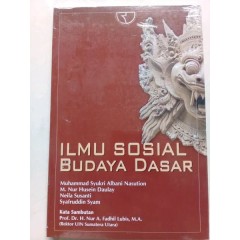 ILMU SOSIAL
BUDAYA DASAR
Muhammad Syukri Albani Nasution
M. Nur Husein Daulay
Neila Susanti
Syafruddin Syam
Kata Sambutan
Prof. Dr. H. Nur A. Fadhil Lubis, M.A.
(Rektor UIN Sumatera Utara)